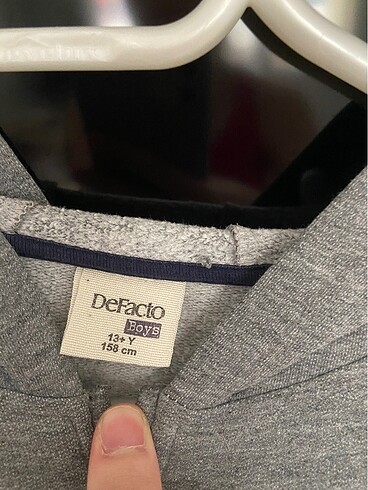 DeFacto
Boys
13+ Y
158 cm